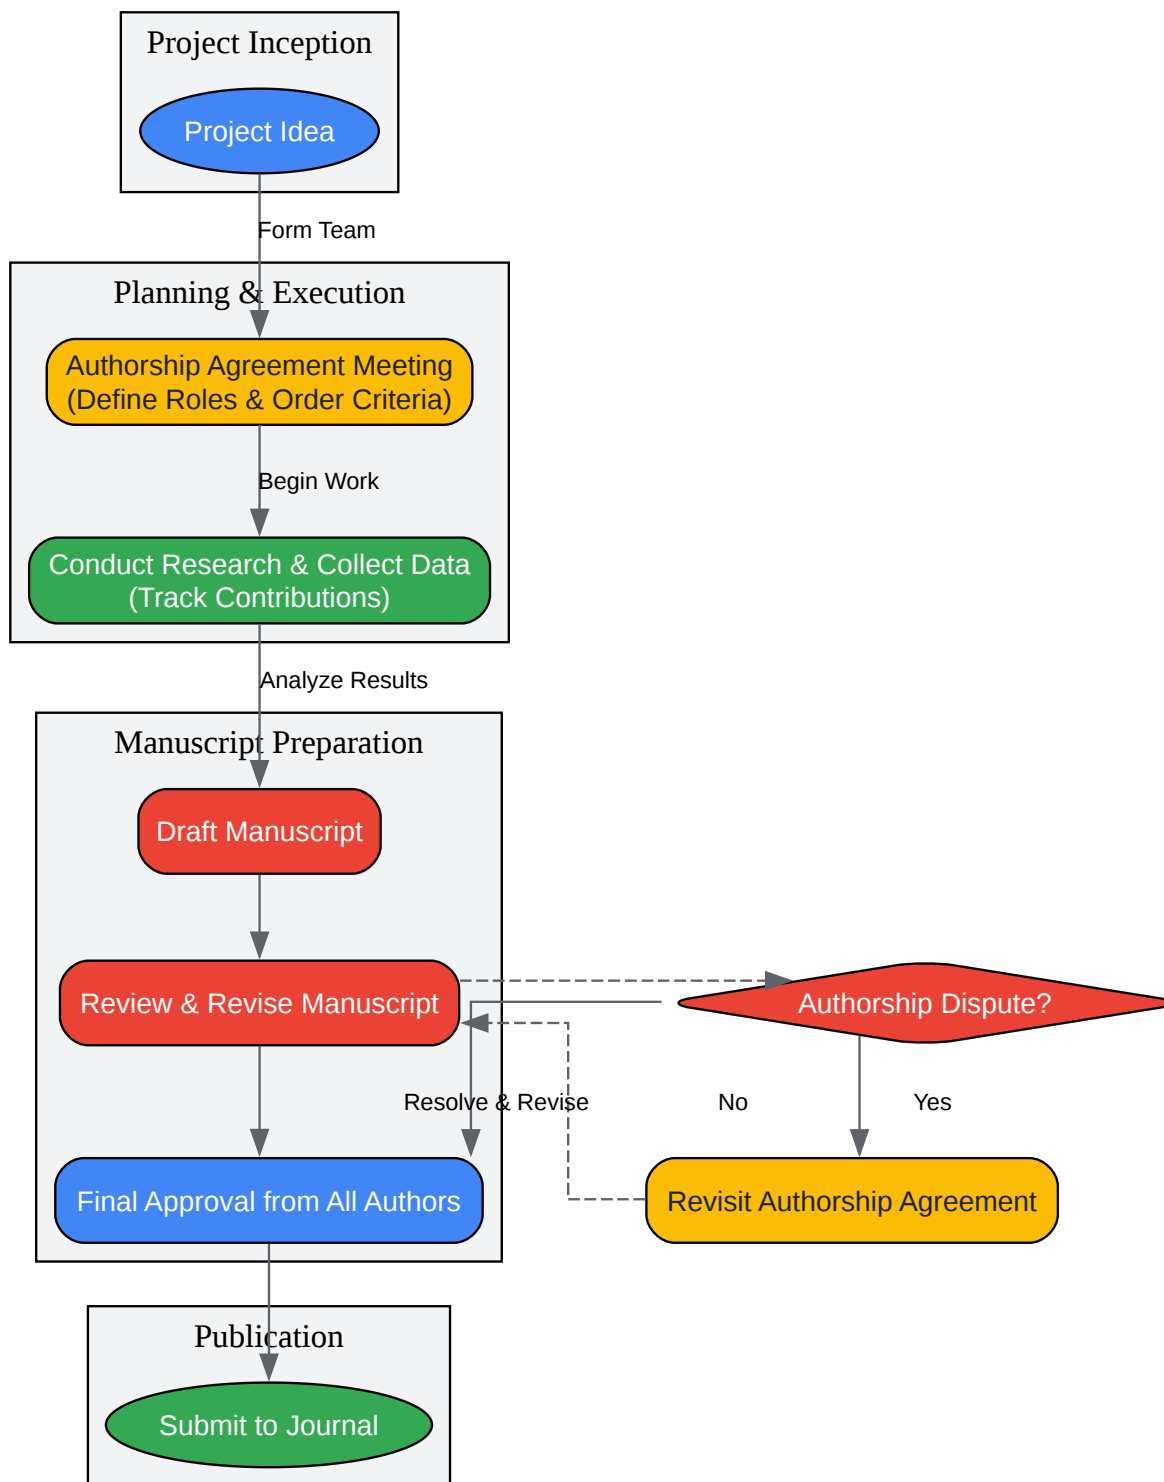 Project Inception
Project Idea
Form Team
Planning & Execution
Authorship Agreement Meeting
(Define Roles & Order Criteria)
Begin Work
Conduct Research & Collect Data
(Track Contributions)
Analyze Results
Manuscript Preparation
Draft Manuscript
Review & Revise Manuscript
Authorship Dispute?
Resolve & Revise
No
Yes
Final Approval from All Authors
Revisit Authorship Agreement
Publication
Submit to Journal